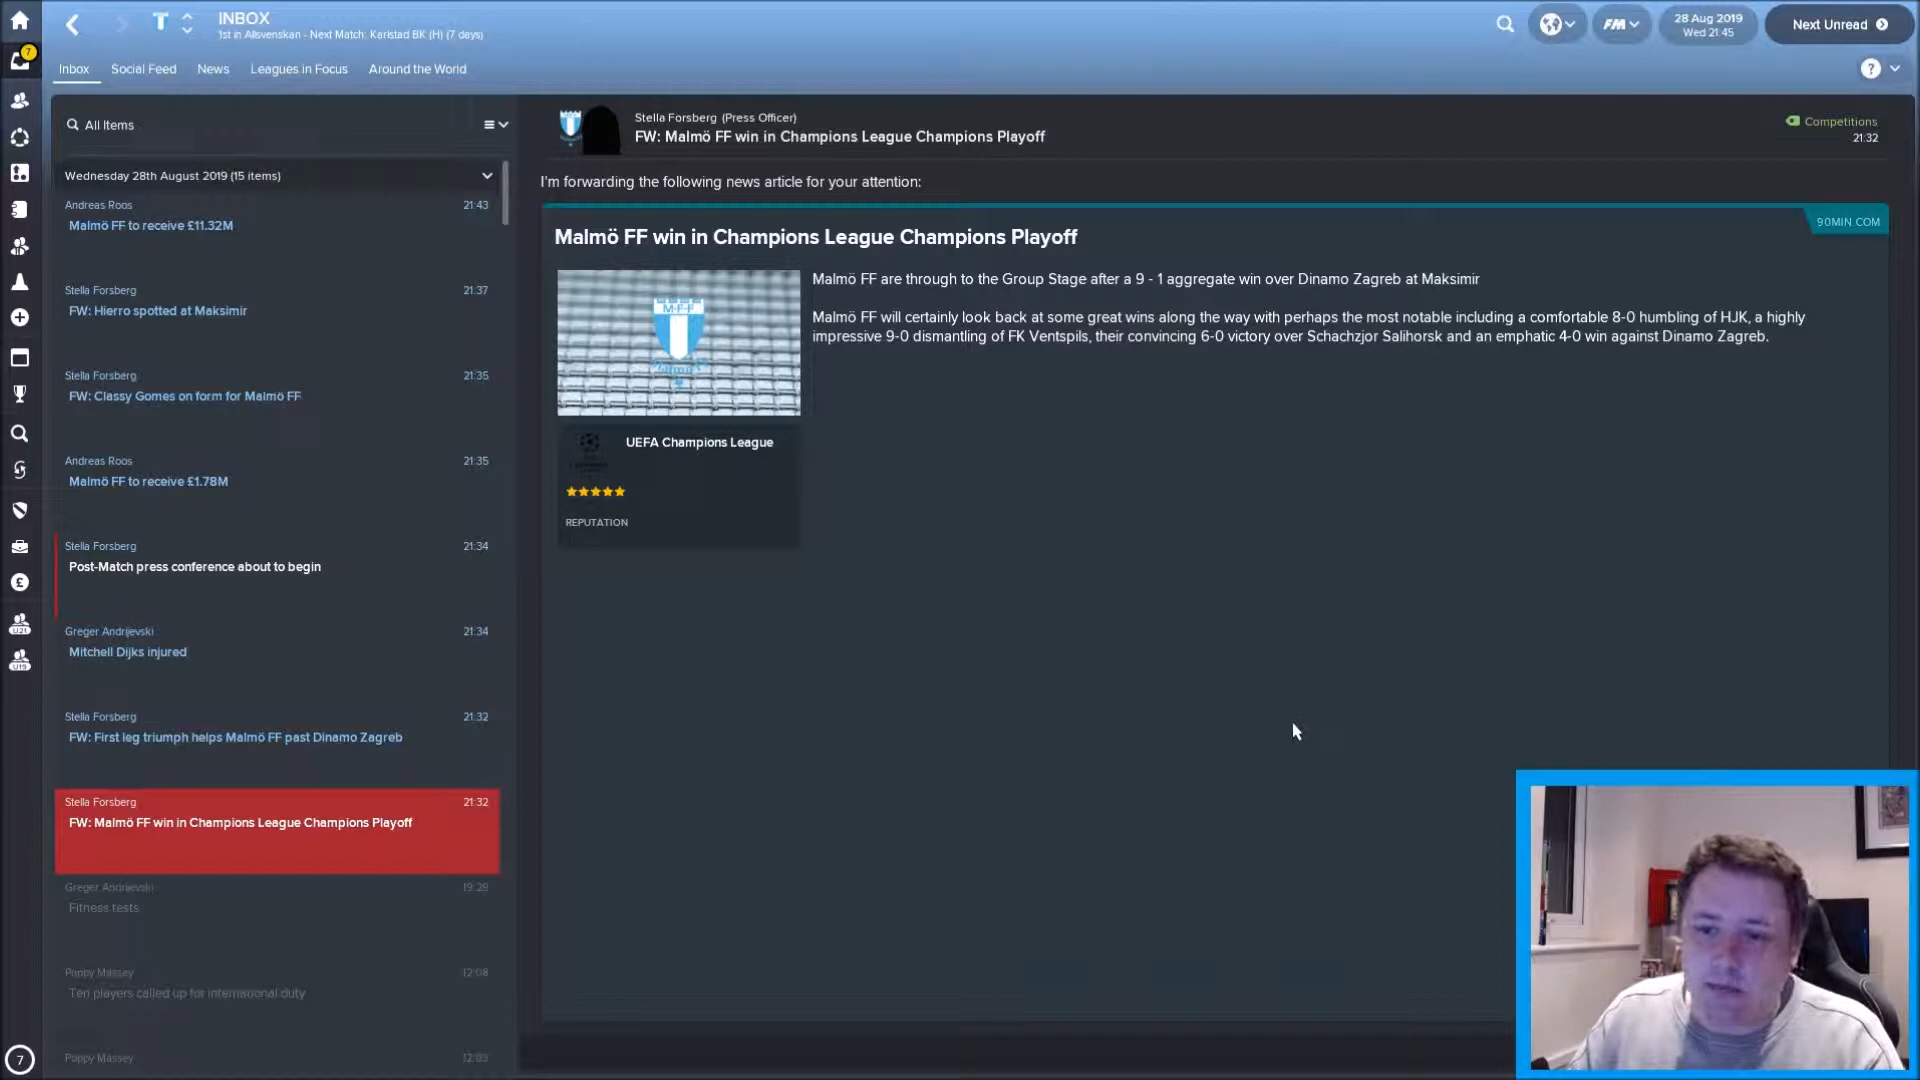 INBOX
1st in Allsvenskan - Next Match: Karlstad BK (H) (7 days)
FM
28 Aug 2019
Wed 21:45
Next Unread
7
Inbox
Social Feed
News
Leagues in Focus
Around the World
?
All Items
Wednesday 28th August 2019 (15 items)
Andreas Roos
21:43
Malmö FF to receive £11.32M
Stella Forsberg
21:37
FW: Hierro spotted at Maksimir
Stella Forsberg
21:35
FW: Classy Gomes on form for Malmö FF
Andreas Roos
21:35
Malmö FF to receive £1.78M
Stella Forsberg
21:34
Post-Match press conference about to begin
Greger Andrijevski
21:34
Mitchell Dijks injured
Stella Forsberg
21:32
FW: First leg triumph helps Malmö FF past Dinamo Zagreb
Stella Forsberg
21:32
FW: Malmö FF win in Champions League Champions Playoff
Greger Andrijevski
19:29
Fitness tests
Poppy Massey
12:08
Ten players called up for international duty
Poppy Massey
12:03
U21
U19
7
Stella Forsberg (Press Officer)
FW: Malmö FF win in Champions League Champions Playoff
Competitions
21:32
I'm forwarding the following news article for your attention:
90MIN.COM
Malmö FF win in Champions League Champions Playoff
M·F·F
Malmö FF are through to the Group Stage after a 9 - 1 aggregate win over Dinamo Zagreb at Maksimir
Malmö FF will certainly look back at some great wins along the way with perhaps the most notable including a comfortable 8-0 humbling of HJK, a highly
impressive 9-0 dismantling of FK Ventspils, their convincing 6-0 victory over Schachzjor Salihorsk and an emphatic 4-0 win against Dinamo Zagreb.
UEFA Champions League
REPUTATION